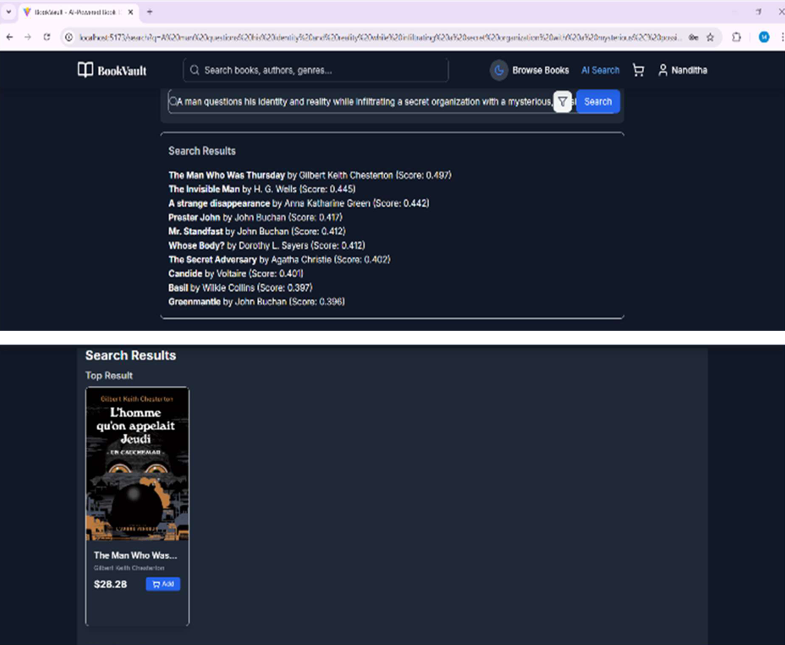 BookVault - AI-Powered Book
localhost:5173/search?q=A%20man%20questions%20his%20identity%20and%20reality%20while%20infiltrating%20a%20secret%20organization%20with%20a%20mysterious%2C%20possi...
BookVault
Search books, authors, genres...
Browse Books
AI Search
Nanditha
A man questions his identity and reality while infiltrating a secret organization with a mysterious,
Search
Search Results
The Man Who Was Thursday by Gilbert Keith Chesterton (Score: 0.497)
The Invisible Man by H. G. Wells (Score: 0.445)
A strange disappearance by Anna Katharine Green (Score: 0.442)
Prester John by John Buchan (Score: 0.417)
Mr. Standfast by John Buchan (Score: 0.412)
Whose Body? by Dorothy L. Sayers (Score: 0.412)
The Secret Adversary by Agatha Christie (Score: 0.402)
Candide by Voltaire (Score: 0.401)
Basil by Wilkie Collins (Score: 0.397)
Greenmantle by John Buchan (Score: 0.396)
Search Results
Top Result
Gilbert Keith Chesterton
L'homme
qu'on appelait
Jeudi
- UN CAUCHEMAR -
The Man Who Was...
Gilbert Keith Chesterton
$28.28
Add